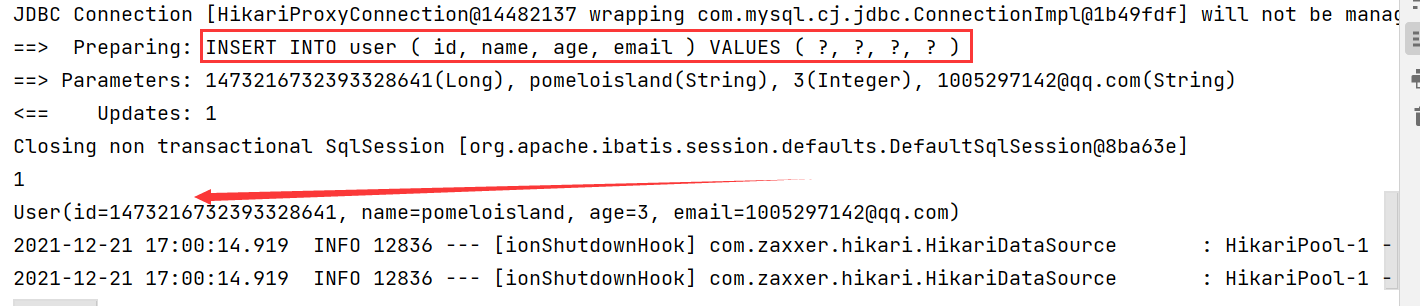 JDBC Connection [HikariProxyConnection@14482137 wrapping com.mysql.cj.jdbc.ConnectionImpl@1b49fdf] will not be manag
==>  Preparing: INSERT INTO user ( id, name, age, email ) VALUES ( ?, ?, ?, ? )
==> Parameters: 1473216732393328641(Long), pomeloisland(String), 3(Integer), 1005297142@qq.com(String)
<==    Updates: 1
Closing non transactional SqlSession [org.apache.ibatis.session.defaults.DefaultSqlSession@8ba63e]
1
User(id=1473216732393328641, name=pomeloisland, age=3, email=1005297142@qq.com)
2021-12-21 17:00:14.919  INFO 12836 --- [ionShutdownHook] com.zaxxer.hikari.HikariDataSource       : HikariPool-1 -
2021-12-21 17:00:14.919  INFO 12836 --- [ionShutdownHook] com.zaxxer.hikari.HikariDataSource       : HikariPool-1 -